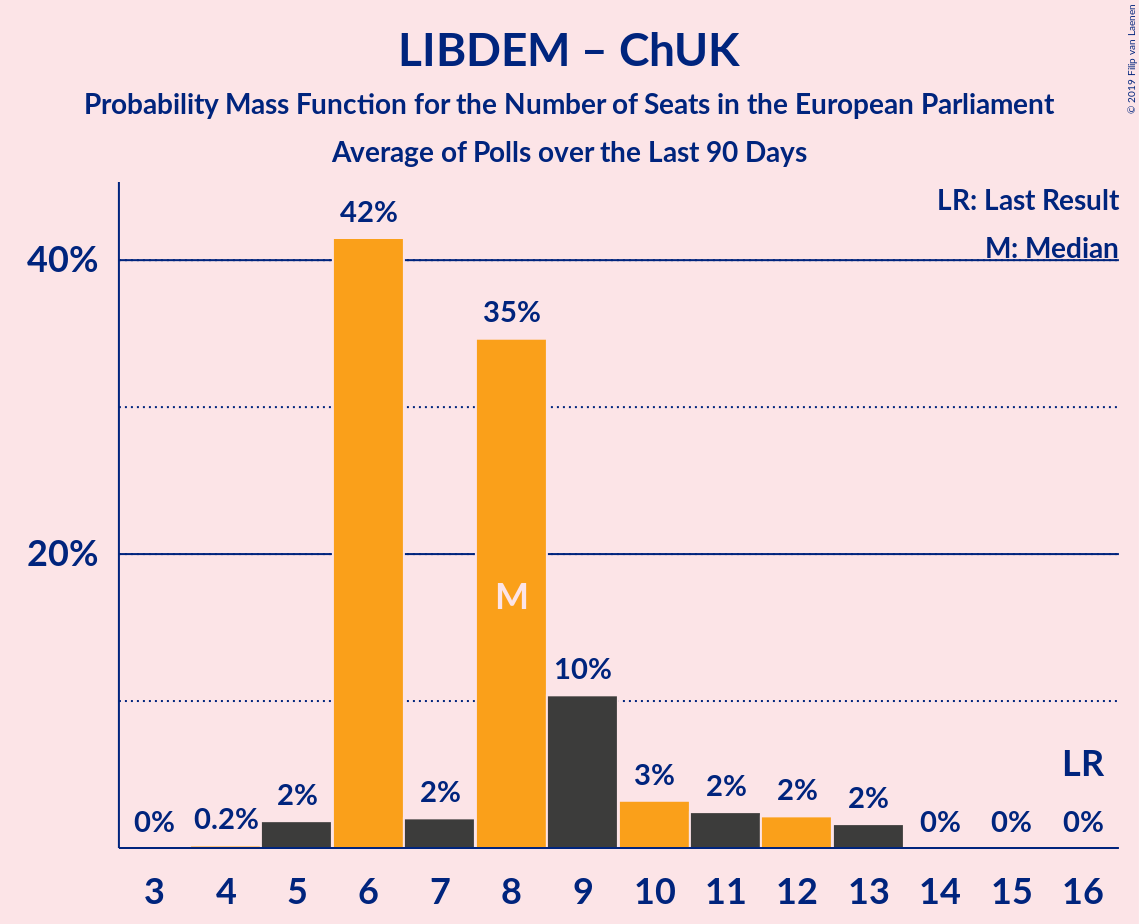 LIBDEM – ChUK
Probability Mass Function for the Number of Seats in the European Parliament
Average of Polls over the Last 90 Days
© 2019 Filip van Laenen
LR: Last Result
M: Median
40%
20%
0%
0.2%
2%
42%
2%
35%
M
10%
3%
2%
2%
2%
0%
0%
LR
0%
3 4 5 6 7 8 9 10 11 12 13 14 15 16